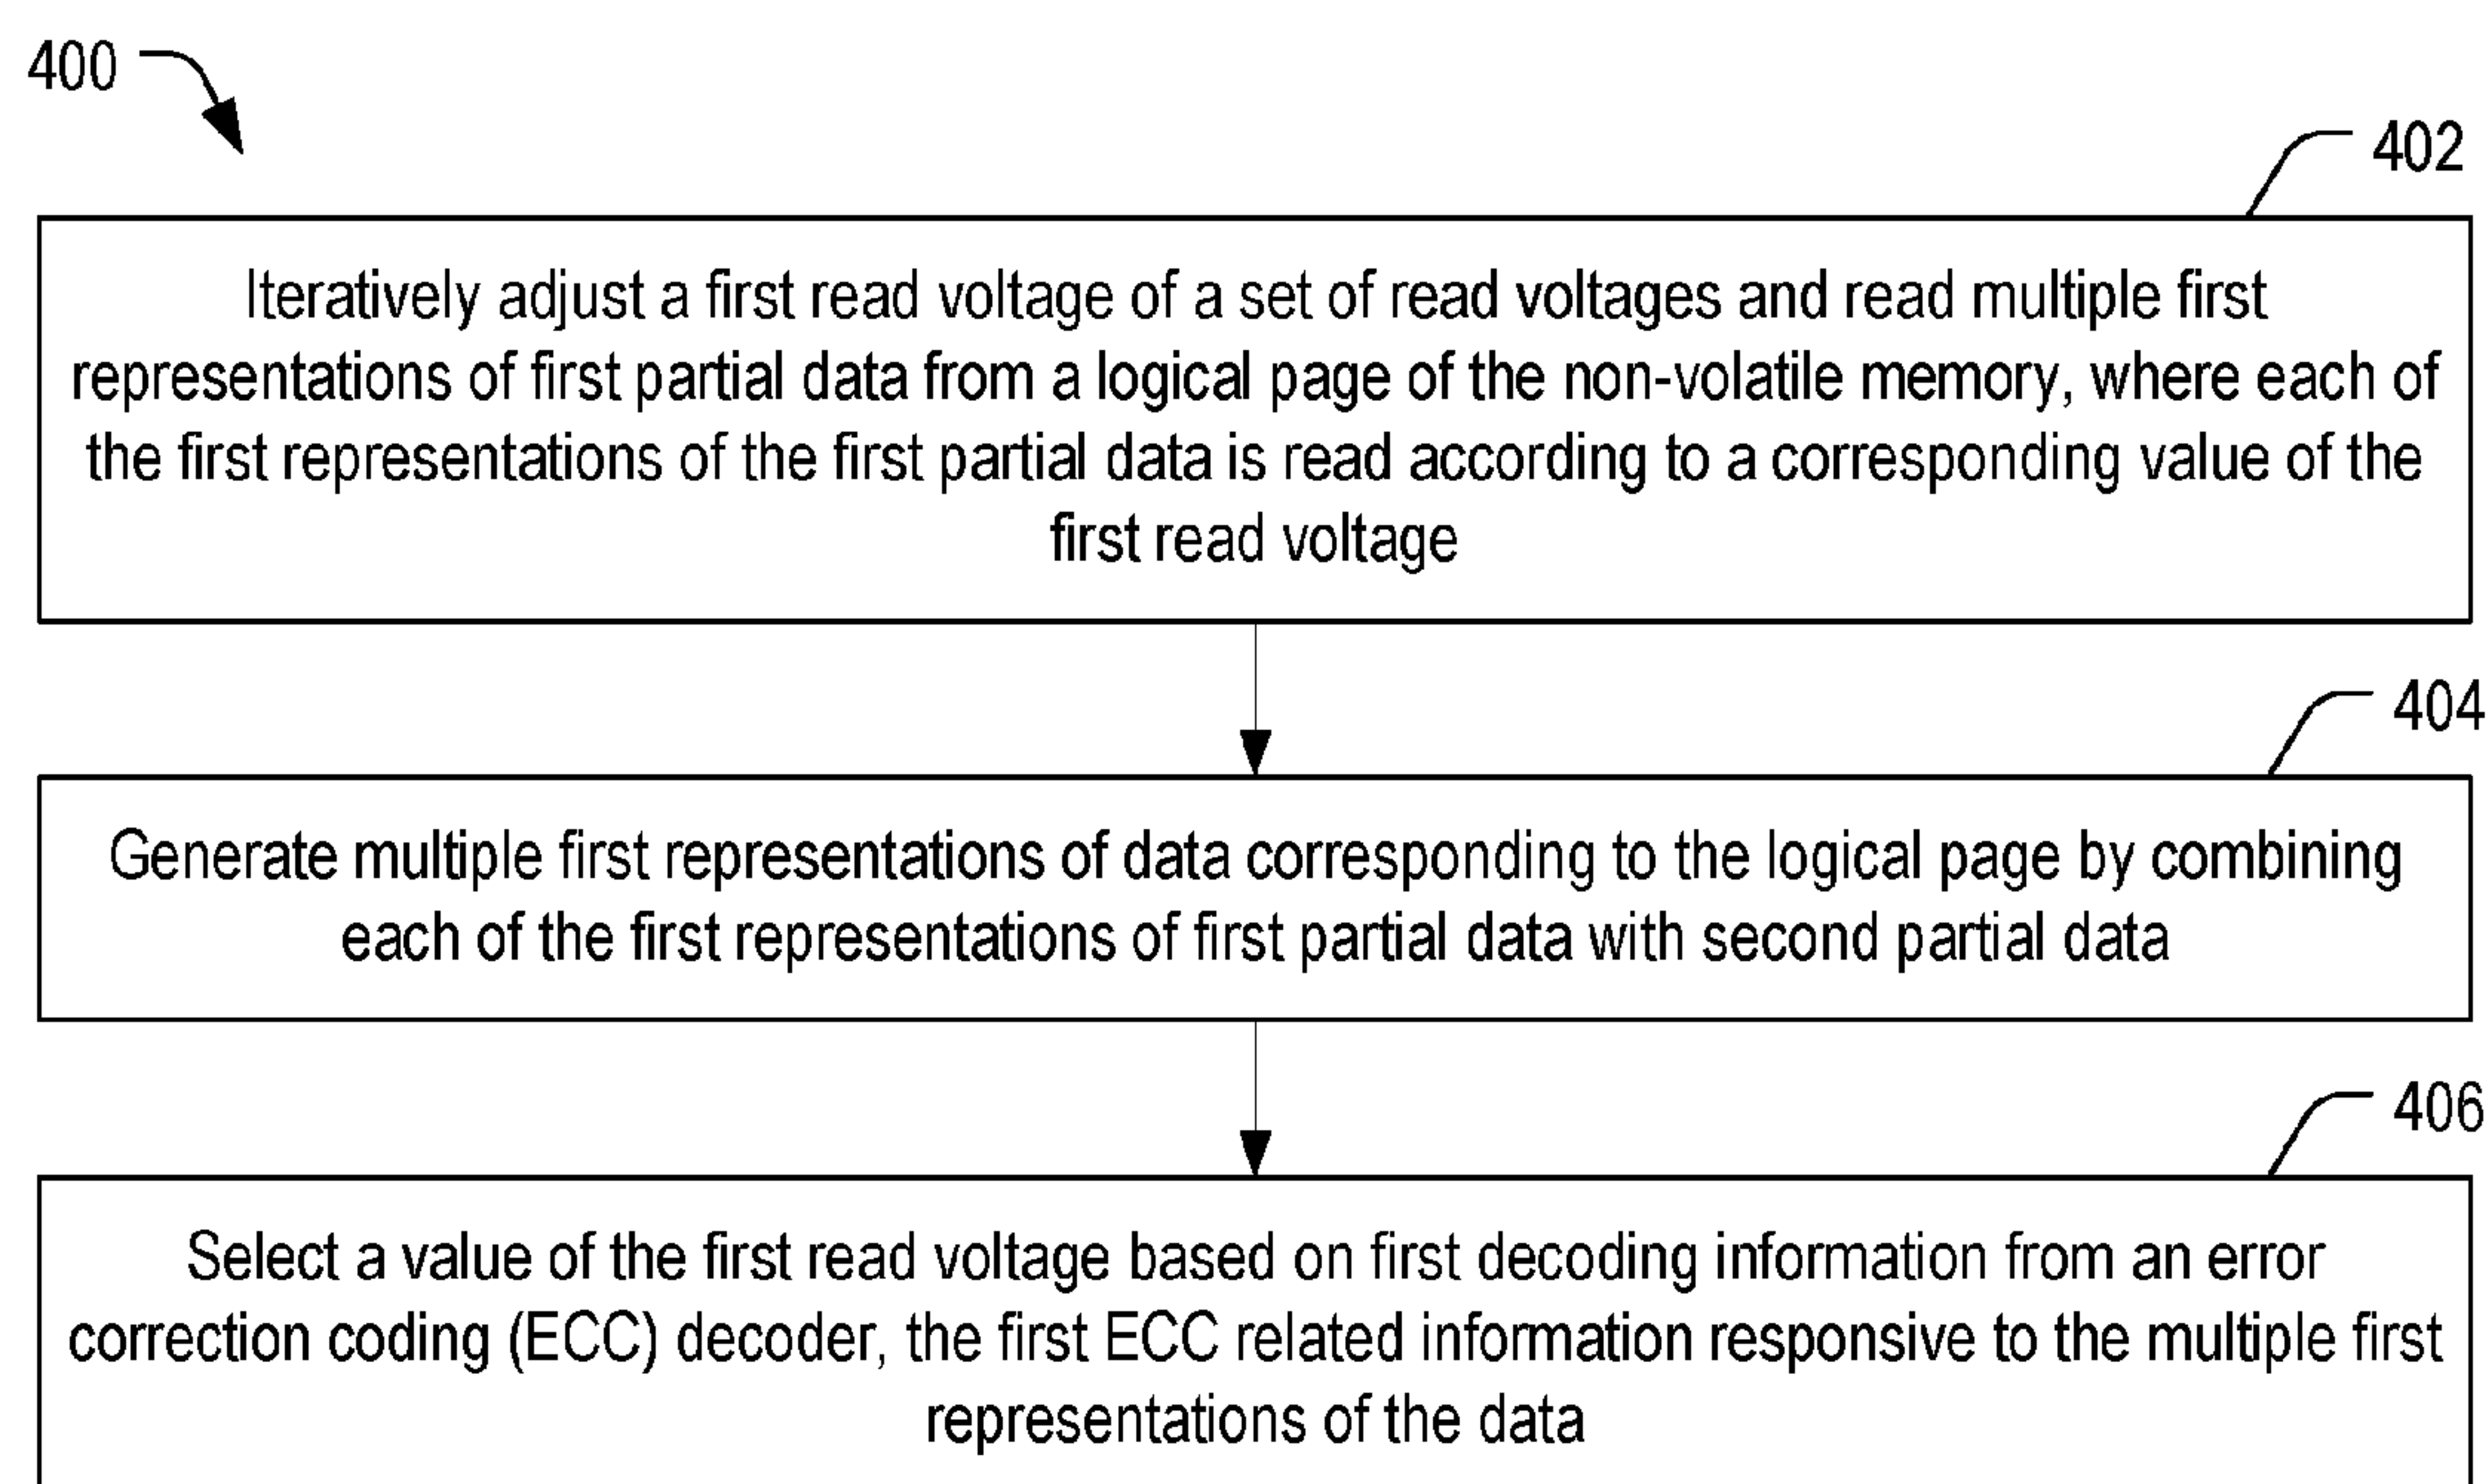 400
402
Iteratively adjust a first read voltage of a set of read voltages and read multiple first
representations of first partial data from a logical page of the non-volatile memory, where each of
the first representations of the first partial data is read according to a corresponding value of the
first read voltage
404
Generate multiple first representations of data corresponding to the logical page by combining
each of the first representations of first partial data with second partial data
406
Select a value of the first read voltage based on first decoding information from an error
correction coding (ECC) decoder, the first ECC related information responsive to the multiple first
representations of the data